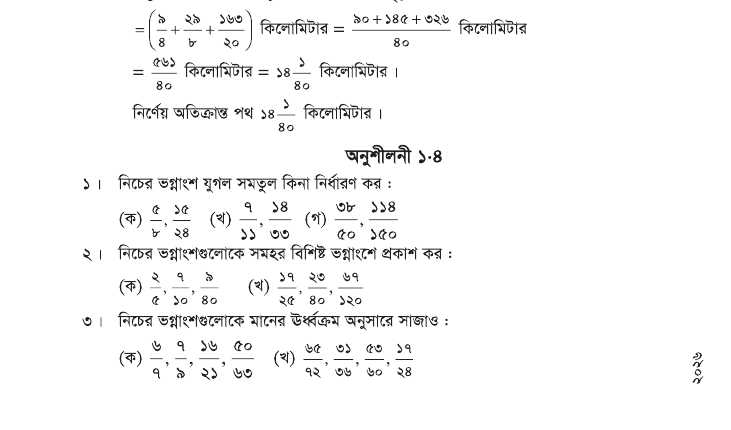 = (৯/৪ + ২৯/৮ + ১৬৩/২০) কিলোমিটার = (৯০+১৪৫+৩২৬)/৪০ কিলোমিটার
= ৫৬১/৪০ কিলোমিটার = ১৪ ১/৪০ কিলোমিটার ।
নির্ণেয় অতিক্রান্ত পথ ১৪ ১/৪০ কিলোমিটার ।
অনুশীলনী ১·৪
১ । নিচের ভগ্নাংশ যুগল সমতুল কিনা নির্ধারণ কর :
(ক) ৫/৮, ১৫/২৪ (খ) ৭/১১, ১৪/৩৩ (গ) ৩৮/৫০, ১১৪/১৫০
২ । নিচের ভগ্নাংশগুলোকে সমহর বিশিষ্ট ভগ্নাংশে প্রকাশ কর :
(ক) ২/৫, ৭/১০, ৯/৪০ (খ) ১৭/২৫, ২৩/৪০, ৬৭/১২০
৩ । নিচের ভগ্নাংশগুলোকে মানের ঊর্ধ্বক্রম অনুসারে সাজাও :
(ক) ৬/৭, ৭/৯, ১৬/২১, ৫০/৬৩ (খ) ৬৫/৭২, ৩১/৩৬, ৫৩/৬০, ১৭/২৪
২০২৬